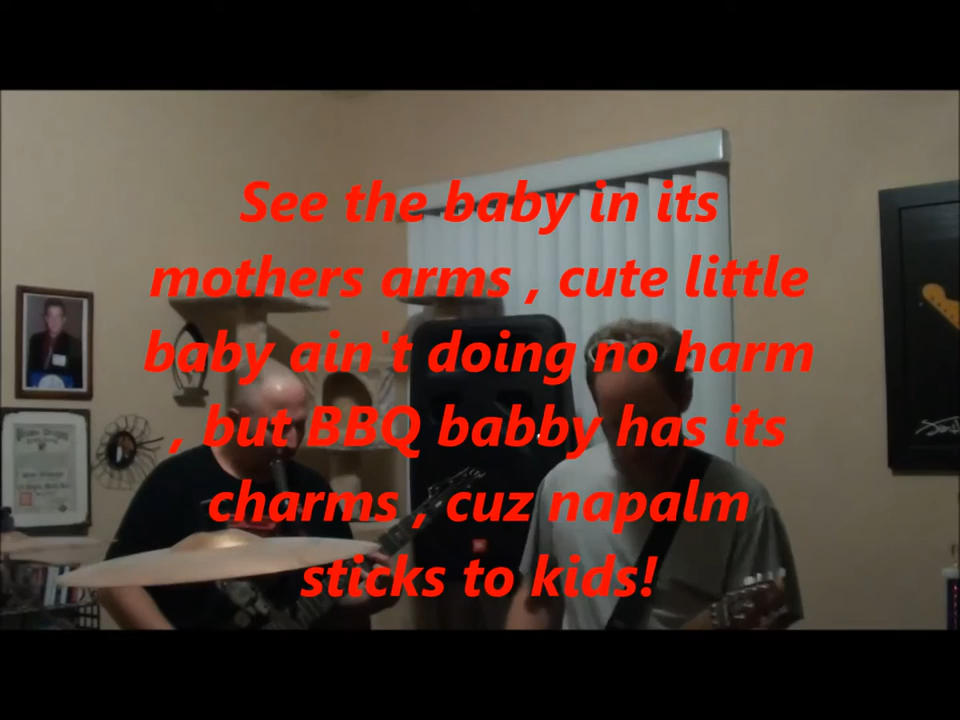 See the baby in its
mothers arms , cute little
baby ain't doing no harm
, but BBQ babby has its
charms , cuz napalm
sticks to kids!